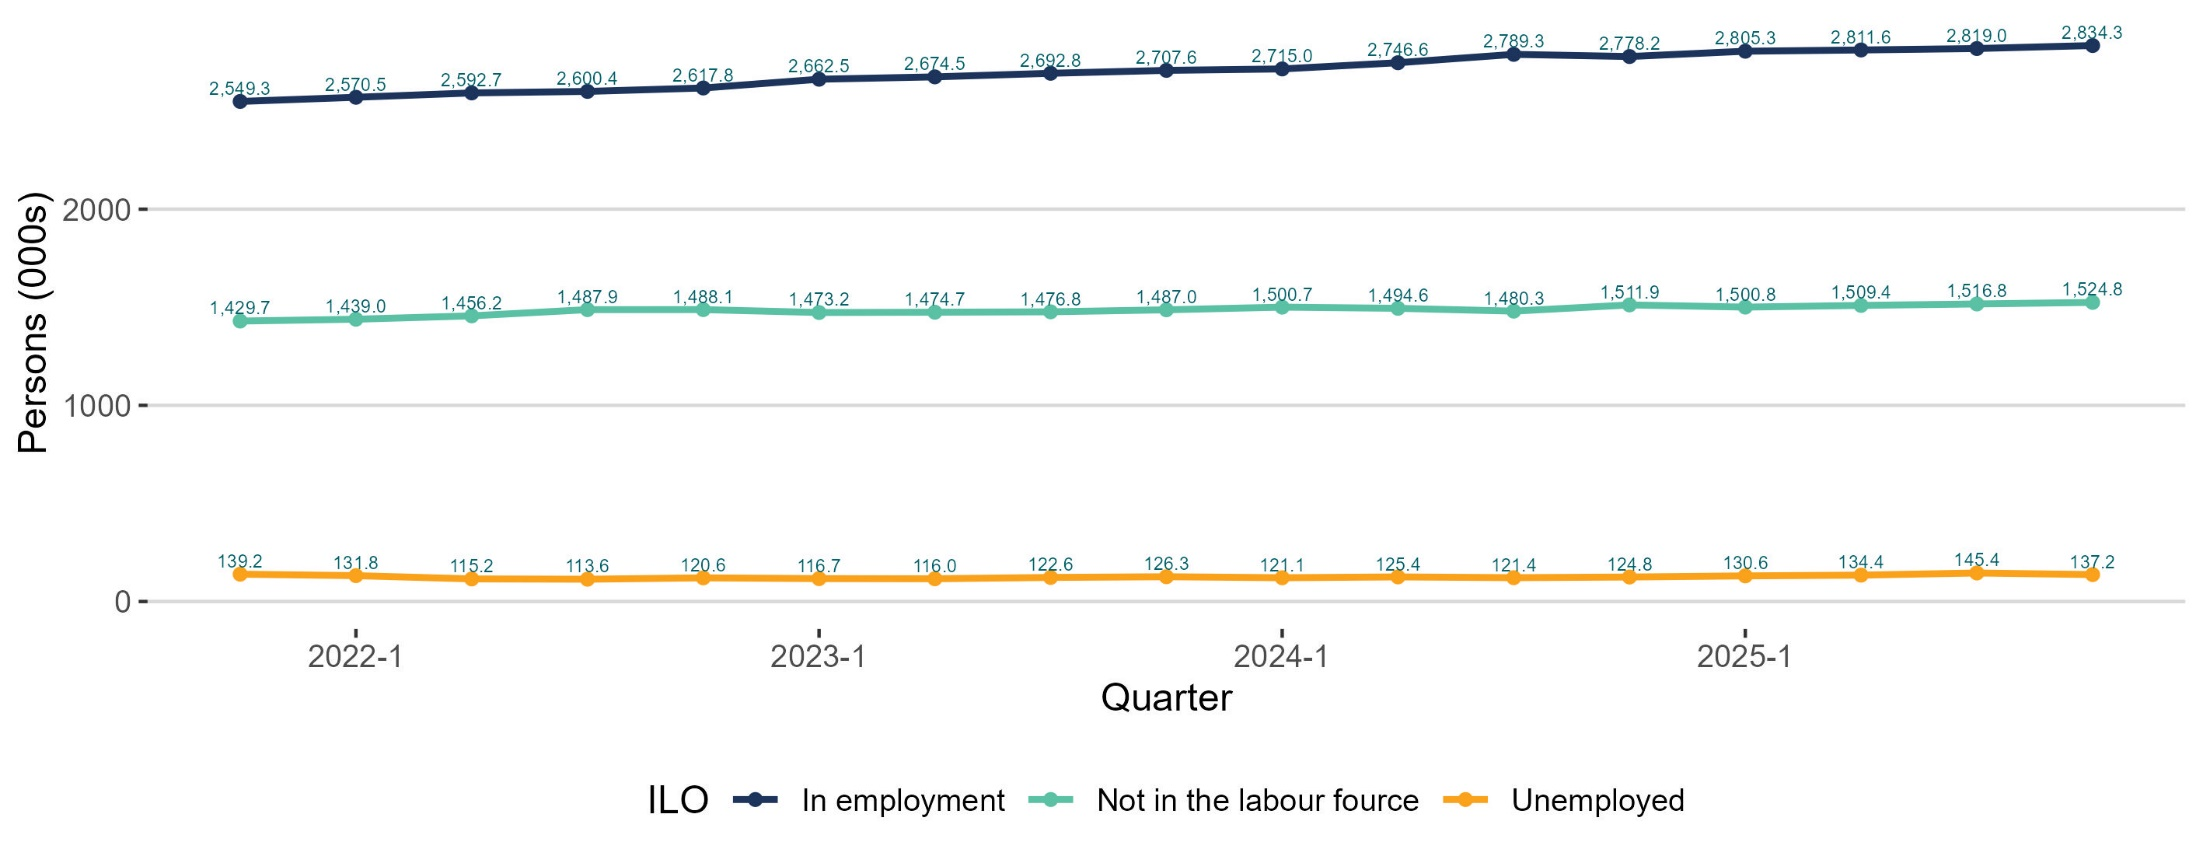 2,549.3 2,570.5 2,592.7 2,600.4 2,617.8 2,662.5 2,674.5 2,692.8 2,707.6 2,715.0 2,746.6 2,789.3 2,778.2 2,805.3 2,811.6 2,819.0 2,834.3
Persons (000s)
2000
1,429.7 1,439.0 1,456.2 1,487.9 1,488.1 1,473.2 1,474.7 1,476.8 1,487.0 1,500.7 1,494.6 1,480.3 1,511.9 1,500.8 1,509.4 1,516.8 1,524.8
1000
139.2 131.8 115.2 113.6 120.6 116.7 116.0 122.6 126.3 121.1 125.4 121.4 124.8 130.6 134.4 145.4 137.2
0
2022-1 2023-1 2024-1 2025-1
Quarter
ILO In employment Not in the labour fource Unemployed